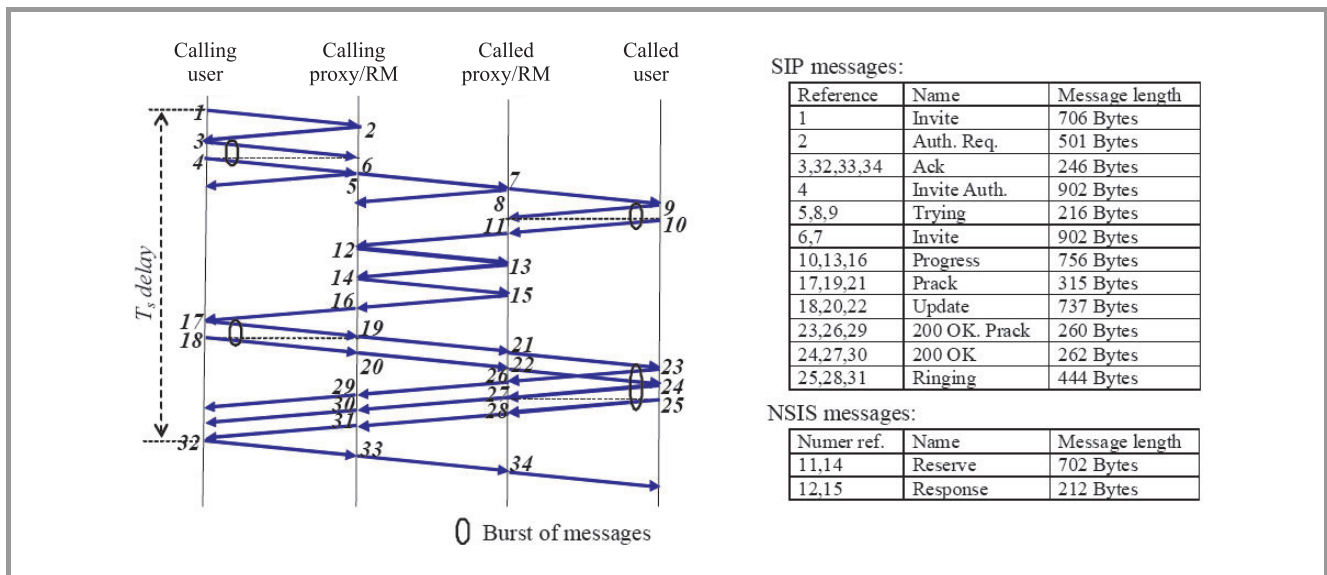 Calling user
Calling proxy/RM
Called proxy/RM
Called user
1
2
3
4
5
6
7
8
9
10
11
12
13
14
15
16
17
18
19
20
21
22
23
24
25
26
27
28
29
30
31
32
33
34
Ts delay
Burst of messages
SIP messages:
Reference Name Message length
1 Invite 706 Bytes
2 Auth. Req. 501 Bytes
3,32,33,34 Ack 246 Bytes
4 Invite Auth. 902 Bytes
5,8,9 Trying 216 Bytes
6,7 Invite 902 Bytes
10,13,16 Progress 756 Bytes
17,19,21 Prack 315 Bytes
18,20,22 Update 737 Bytes
23,26,29 200 OK. Prack 260 Bytes
24,27,30 200 OK 262 Bytes
25,28,31 Ringing 444 Bytes
NSIS messages:
Numer ref. Name Message length
11,14 Reserve 702 Bytes
12,15 Response 212 Bytes